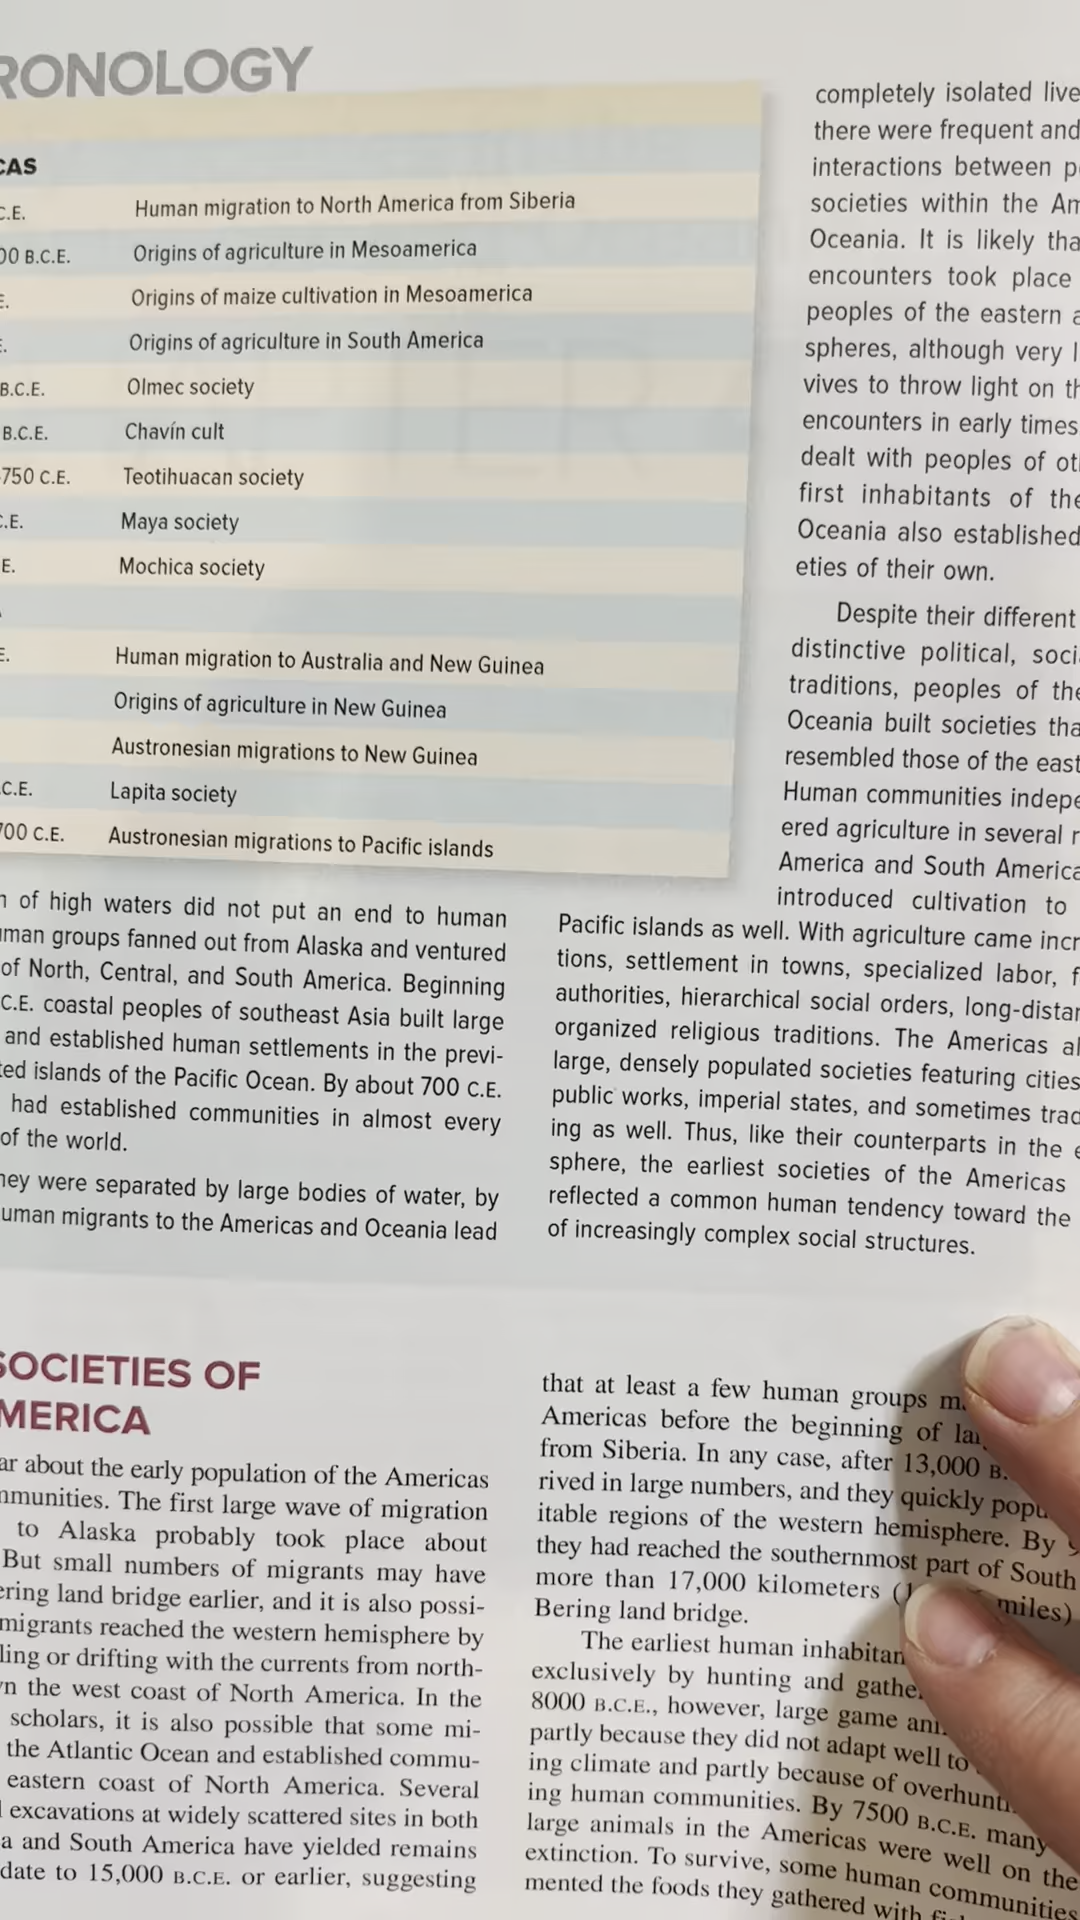 RONOLOGY
CAS
C.E. Human migration to North America from Siberia
00 B.C.E. Origins of agriculture in Mesoamerica
E. Origins of maize cultivation in Mesoamerica
E. Origins of agriculture in South America
B.C.E. Olmec society
B.C.E. Chavín cult
-750 C.E. Teotihuacan society
C.E. Maya society
E. Mochica society
E. Human migration to Australia and New Guinea
Origins of agriculture in New Guinea
Austronesian migrations to New Guinea
C.E. Lapita society
700 C.E. Austronesian migrations to Pacific islands
of high waters did not put an end to human
groups fanned out from Alaska and ventured
of North, Central, and South America. Beginning
C.E. coastal peoples of southeast Asia built large
and established human settlements in the previ-
islands of the Pacific Ocean. By about 700 C.E.
had established communities in almost every
of the world.
were separated by large bodies of water, by
uman migrants to the Americas and Oceania lead
completely isolated live
there were frequent and
interactions between p
societies within the Am
Oceania. It is likely tha
encounters took place
peoples of the eastern a
spheres, although very l
vives to throw light on th
encounters in early times
dealt with peoples of ot
first inhabitants of the
Oceania also established
eties of their own.
Despite their different
distinctive political, soci
traditions, peoples of the
Oceania built societies tha
resembled those of the east
Human communities indepe
ered agriculture in several r
America and South America
introduced cultivation to
Pacific islands as well. With agriculture came incr
tions, settlement in towns, specialized labor, f
authorities, hierarchical social orders, long-distan
organized religious traditions. The Americas al
large, densely populated societies featuring cities
public works, imperial states, and sometimes trad
ing as well. Thus, like their counterparts in the e
sphere, the earliest societies of the Americas
reflected a common human tendency toward the
of increasingly complex social structures.
SOCIETIES OF
MERICA
ar about the early population of the Americas
mmunities. The first large wave of migration
to Alaska probably took place about
But small numbers of migrants may have
ering land bridge earlier, and it is also possi-
migrants reached the western hemisphere by
ling or drifting with the currents from north-
wn the west coast of North America. In the
scholars, it is also possible that some mi-
the Atlantic Ocean and established commu-
eastern coast of North America. Several
excavations at widely scattered sites in both
a and South America have yielded remains
date to 15,000 B.C.E. or earlier, suggesting
that at least a few human groups m
Americas before the beginning of
from Siberia. In any case, after 13,000 B.
rived in large numbers, and they quickly popu
itable regions of the western hemisphere. By
they had reached the southernmost part of South
more than 17,000 kilometers ( miles)
Bering land bridge.
The earliest human inhabitan
exclusively by hunting and gathe
8000 B.C.E., however, large game ani
partly because they did not adapt well to
ing climate and partly because of overhunti
ing human communities. By 7500 B.C.E. many
large animals in the Americas were well on the
extinction. To survive, some human communities
mented the foods they gathered with